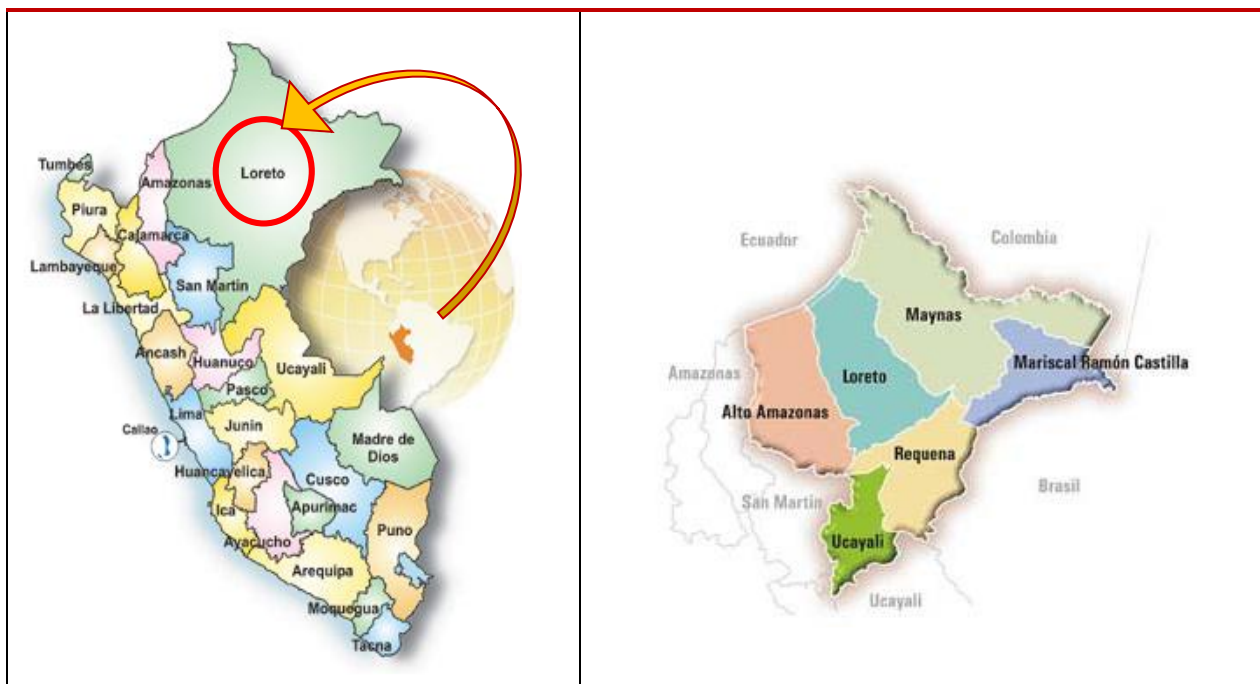 Tumbes
Piura
Lambayeque
Amazonas
Cajamarca
Loreto
San Martin
La Libertad
Ancash
Huanuco
Ucayali
Pasco
Lima
Callao
Junin
Madre de
Dios
Huancavelica
Cusco
Ica
Apurimac
Ayacucho
Puno
Arequipa
Moquegua
Tacna
Ecuador
Colombia
Maynas
Amazonas
Loreto
Mariscal Ramón Castilla
Alto Amazonas
Requena
San Martin
Brasil
Ucayali
Ucayali